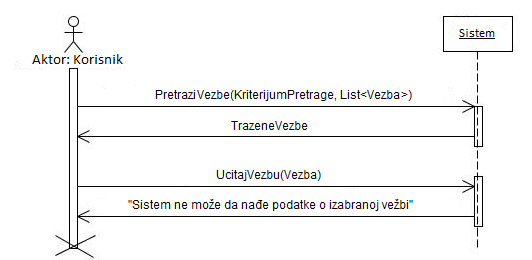 Sistem
Aktor: Korisnik
PretraziVezbe(KriterijumPretrage, List<Vezba>)
TrazeneVezbe
UcitajVezbu(Vezba)
"Sistem ne može da nađe podatke o izabranoj vežbi"